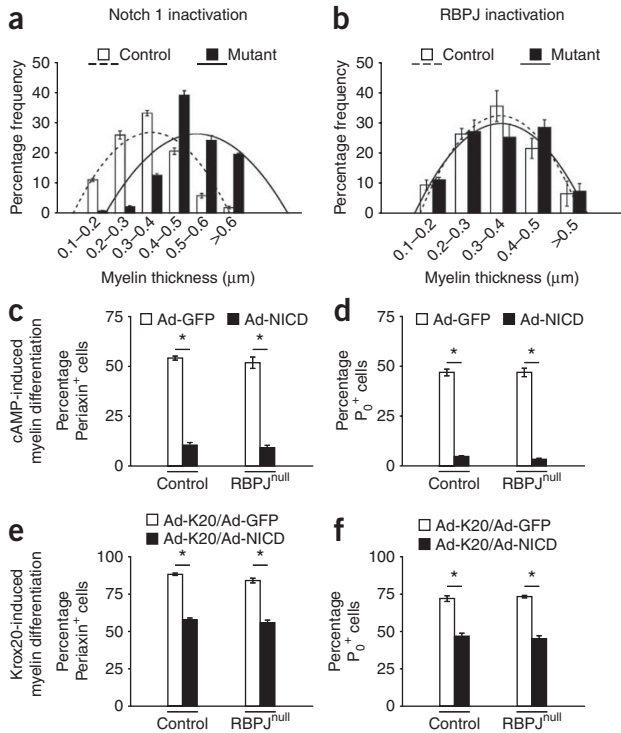 a Notch 1 inactivation
Control Mutant
Percentage frequency
50
40
30
20
10
0
0.1–0.2 0.2–0.3 0.3–0.4 0.4–0.5 0.5–0.6 >0.6
Myelin thickness (μm)
b RBPJ inactivation
Control Mutant
Percentage frequency
50
40
30
20
10
0
0.1–0.2 0.2–0.3 0.3–0.4 0.4–0.5 >0.5
Myelin thickness (μm)
c
Ad-GFP Ad-NICD
cAMP-induced
myelin differentiation
Percentage
Periaxin+ cells
75
50
25
0
* *
Control RBPJnull
d
Ad-GFP Ad-NICD
Percentage
P0+ cells
75
50
25
0
* *
Control RBPJnull
e
Ad-K20/Ad-GFP
Ad-K20/Ad-NICD
Krox20-induced
myelin differentiation
Percentage
Periaxin+ cells
100
75
50
25
0
* *
Control RBPJnull
f
Ad-K20/Ad-GFP
Ad-K20/Ad-NICD
Percentage
P0+ cells
100
75
50
25
0
* *
Control RBPJnull